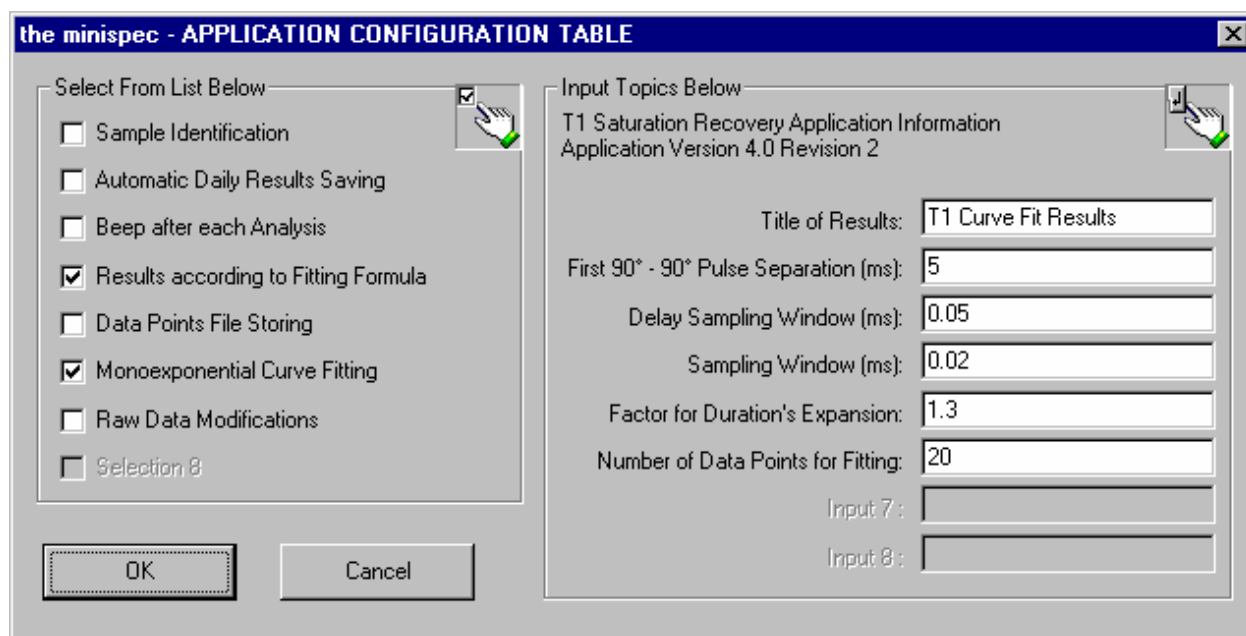 the minispec - APPLICATION CONFIGURATION TABLE
Select From List Below
Sample Identification
Automatic Daily Results Saving
Beep after each Analysis
Results according to Fitting Formula
Data Points File Storing
Monoexponential Curve Fitting
Raw Data Modifications
Selection 8
OK
Cancel
Input Topics Below
T1 Saturation Recovery Application Information
Application Version 4.0 Revision 2
Title of Results: T1 Curve Fit Results
First 90° - 90° Pulse Separation (ms): 5
Delay Sampling Window (ms): 0.05
Sampling Window (ms): 0.02
Factor for Duration's Expansion: 1.3
Number of Data Points for Fitting: 20
Input 7 :
Input 8 :